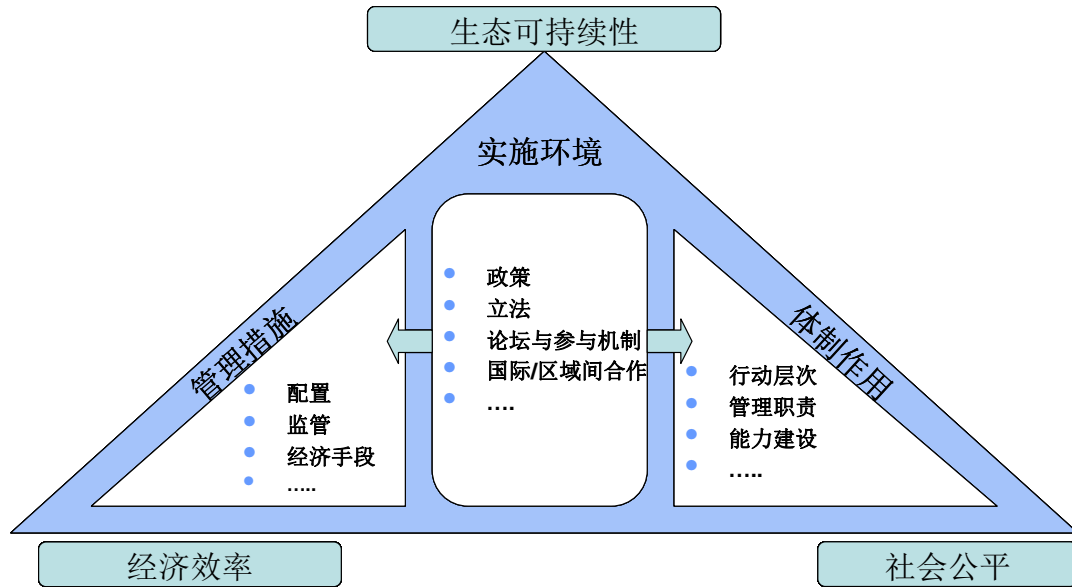 生态可持续性
实施环境
政策
立法
论坛与参与机制
国际/区域间合作
....
管理措施
配置
监管
经济手段
.....
体制作用
行动层次
管理职责
能力建设
.....
经济效率
社会公平